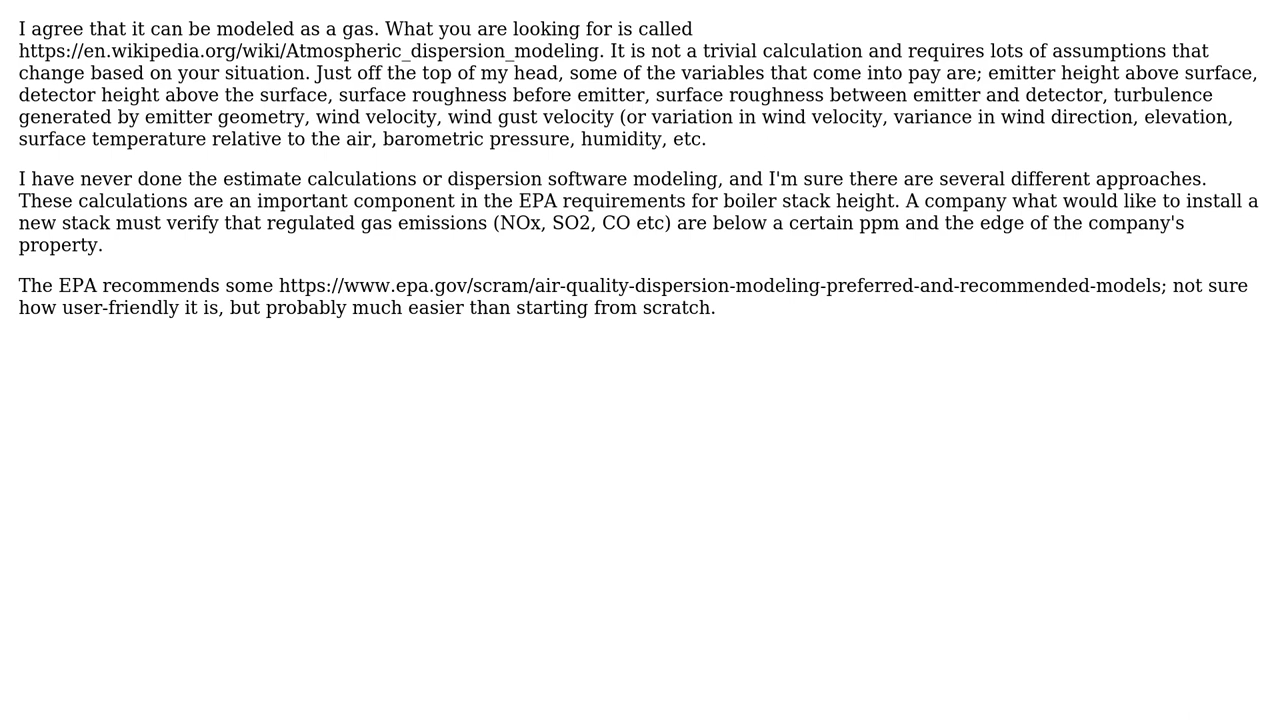 I agree that it can be modeled as a gas. What you are looking for is called
https://en.wikipedia.org/wiki/Atmospheric_dispersion_modeling. It is not a trivial calculation and requires lots of assumptions that
change based on your situation. Just off the top of my head, some of the variables that come into pay are; emitter height above surface,
detector height above the surface, surface roughness before emitter, surface roughness between emitter and detector, turbulence
generated by emitter geometry, wind velocity, wind gust velocity (or variation in wind velocity, variance in wind direction, elevation,
surface temperature relative to the air, barometric pressure, humidity, etc.
I have never done the estimate calculations or dispersion software modeling, and I'm sure there are several different approaches.
These calculations are an important component in the EPA requirements for boiler stack height. A company what would like to install a
new stack must verify that regulated gas emissions (NOx, SO2, CO etc) are below a certain ppm and the edge of the company's
property.
The EPA recommends some https://www.epa.gov/scram/air-quality-dispersion-modeling-preferred-and-recommended-models; not sure
how user-friendly it is, but probably much easier than starting from scratch.